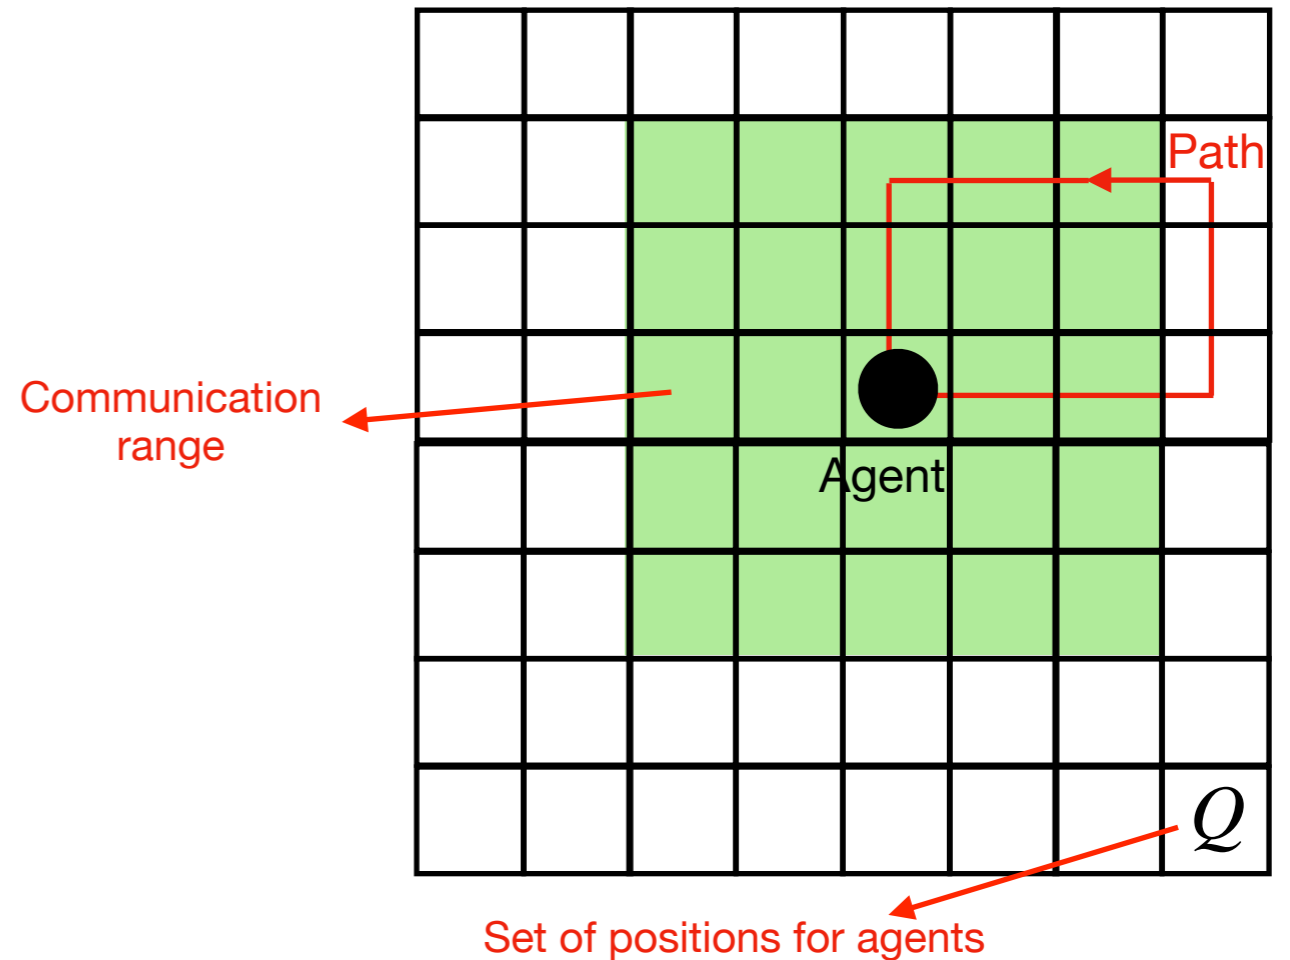 Path
Communication
range
Agent
Q
Set of positions for agents